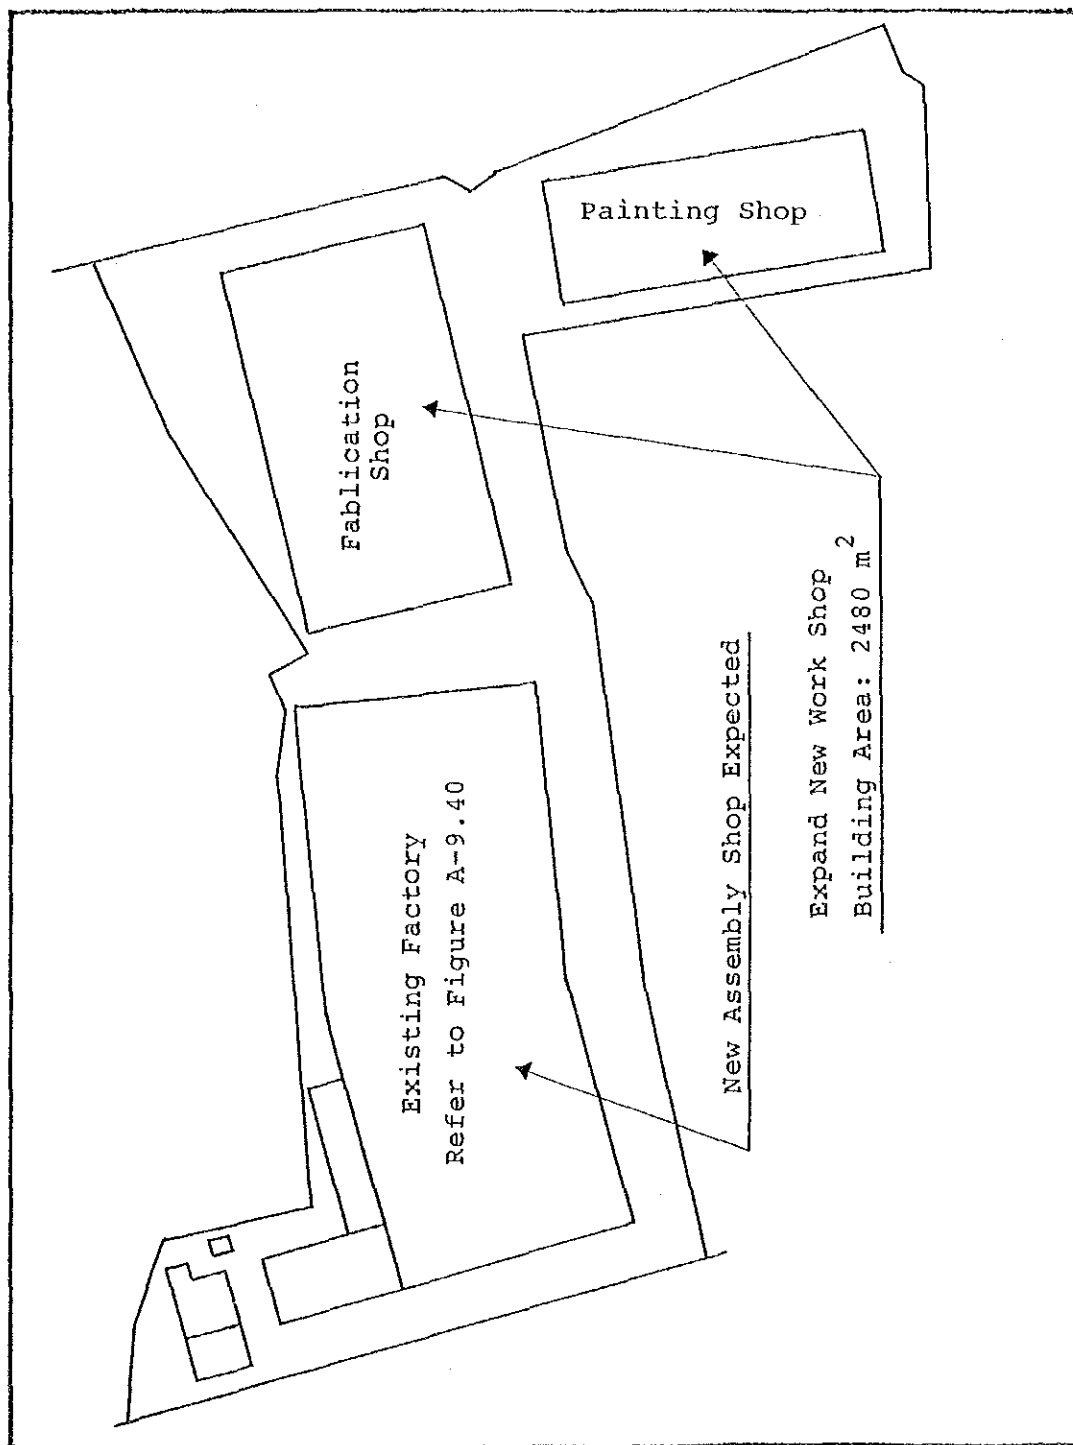 Painting Shop
Fablication
Shop
Existing Factory
Refer to Figure A-9.40
New Assembly Shop Expected
Expand New Work Shop
Building Area: 2480 m²